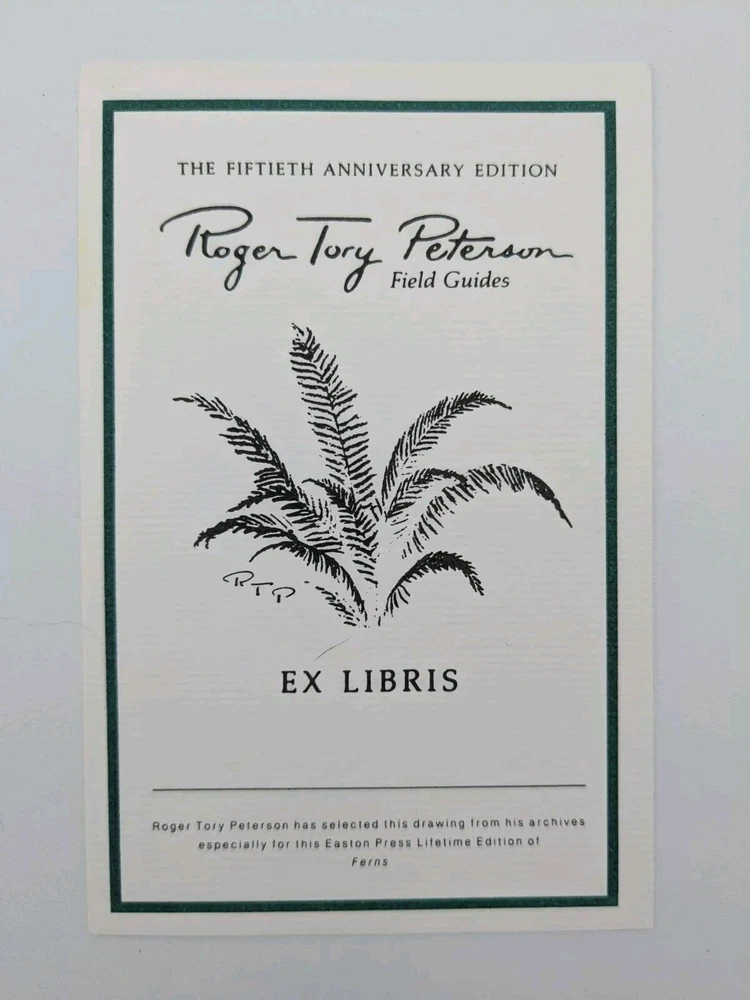 THE FIFTIETH ANNIVERSARY EDITION
Roger Tory Peterson
Field Guides
RTP
EX LIBRIS
Roger Tory Peterson has selected this drawing from his archives
especially for this Easton Press Lifetime Edition of
Ferns